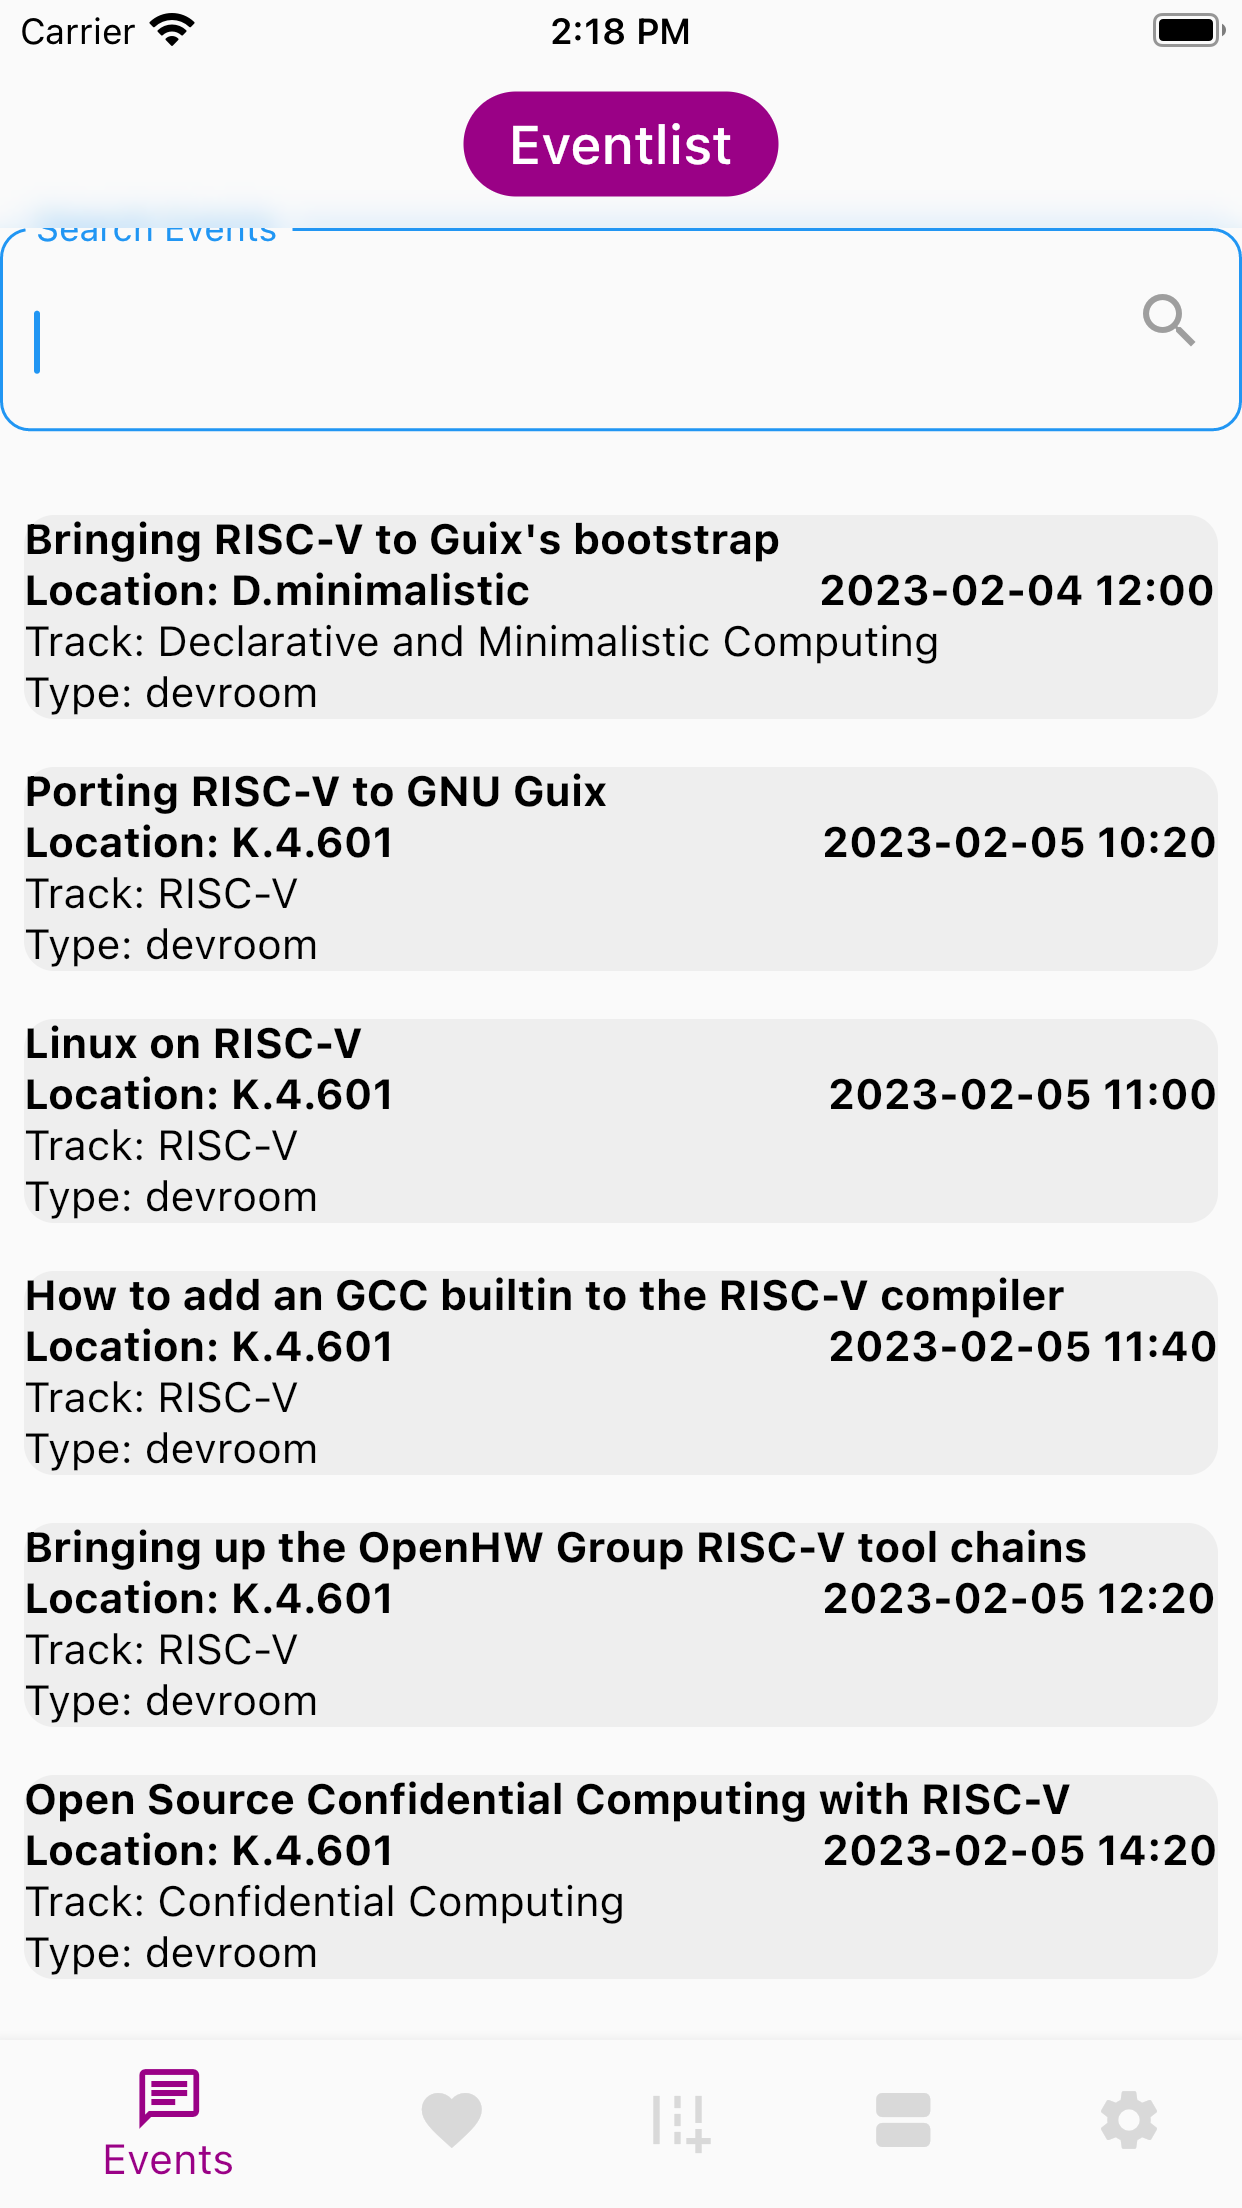 Carrier 2:18 PM
Eventlist
Search Events
Bringing RISC-V to Guix's bootstrap
Location: D.minimalistic 2023-02-04 12:00
Track: Declarative and Minimalistic Computing
Type: devroom
Porting RISC-V to GNU Guix
Location: K.4.601 2023-02-05 10:20
Track: RISC-V
Type: devroom
Linux on RISC-V
Location: K.4.601 2023-02-05 11:00
Track: RISC-V
Type: devroom
How to add an GCC builtin to the RISC-V compiler
Location: K.4.601 2023-02-05 11:40
Track: RISC-V
Type: devroom
Bringing up the OpenHW Group RISC-V tool chains
Location: K.4.601 2023-02-05 12:20
Track: RISC-V
Type: devroom
Open Source Confidential Computing with RISC-V
Location: K.4.601 2023-02-05 14:20
Track: Confidential Computing
Type: devroom
Events